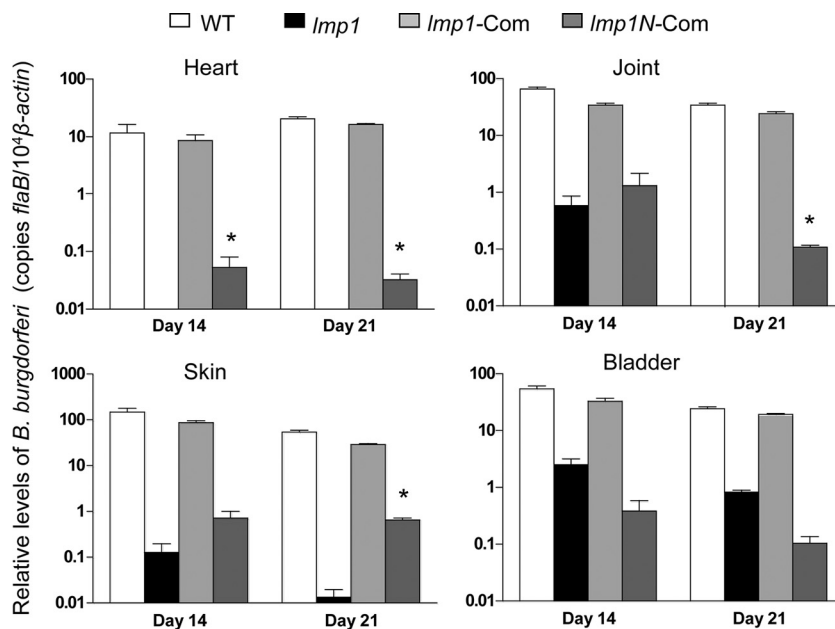 WT lmp1 lmp1-Com lmp1N-Com
Relative levels of B. burgdorferi (copies flaB/10⁴β-actin)
Heart
100
10
1
0.1
0.01
* *
Day 14 Day 21
Joint
100
10
1
0.1
0.01
*
Day 14 Day 21
Skin
1000
100
10
1
0.1
0.01
*
Day 14 Day 21
Bladder
100
10
1
0.1
0.01
Day 14 Day 21